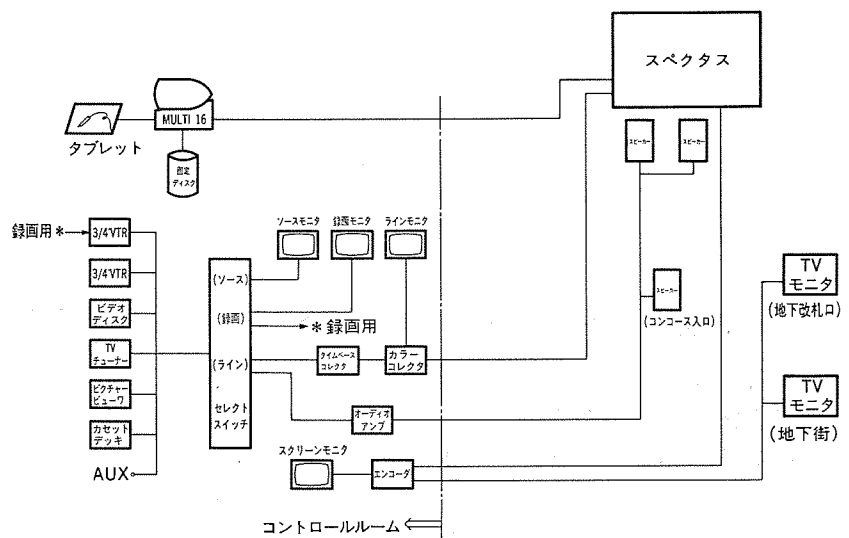 スペクタス
MULTI 16
タブレット
固定
ディスク
スピーカー
スピーカー
録画用*
3/4"VTR
3/4"VTR
ビデオ
ディスク
TV
チューナー
ピクチャー
ビューワ
カセット
デッキ
AUX
(ソース)
(録画)
(ライン)
セレクト
スイッチ
ソースモニタ
録画モニタ
ラインモニタ
*録画用
タイムベース
コレクタ
カラー
コレクタ
オーディオ
アンプ
スクリーンモニタ
エンコーダ
スピーカー
(コンコース入口)
TV
モニタ
(地下改札口)
TV
モニタ
(地下街)
コントロールルーム